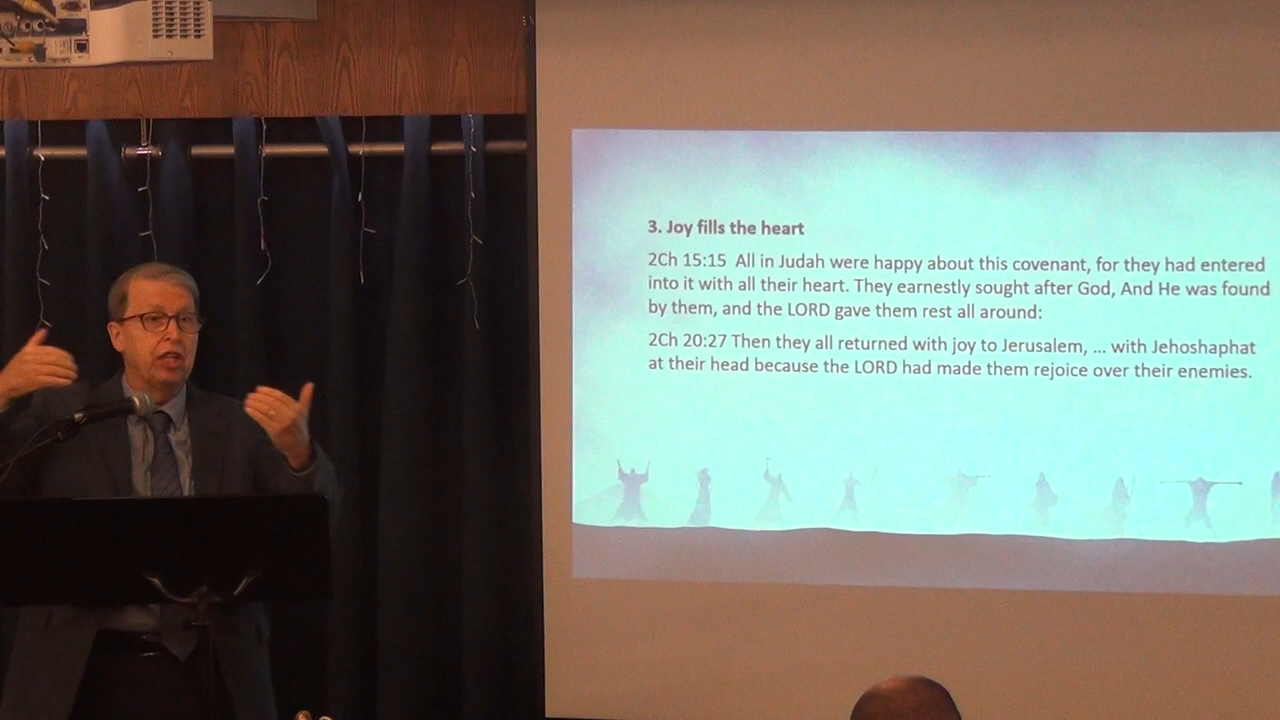 3. Joy fills the heart
2Ch 15:15 All in Judah were happy about this covenant, for they had entered
into it with all their heart. They earnestly sought after God, And He was found
by them, and the LORD gave them rest all around:
2Ch 20:27 Then they all returned with joy to Jerusalem, ... with Jehoshaphat
at their head because the LORD had made them rejoice over their enemies.